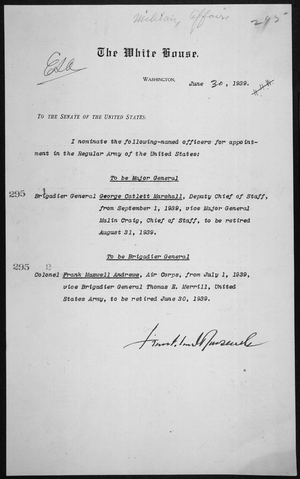 Military Affairs
295
The White House.
Washington,
June 30, 1939.
TO THE SENATE OF THE UNITED STATES:
I nominate the following-named officers for appoint-
ment in the Regular Army of the United States:
To be Major General
295 1
Brigadier General George Catlett Marshall, Deputy Chief of Staff,
from September 1, 1939, vice Major General
Malin Craig, Chief of Staff, to be retired
August 31, 1939.
To be Brigadier General
295 2
Colonel Frank Maxwell Andrews, Air Corps, from July 1, 1939,
vice Brigadier General Thomas E. Merrill, United
States Army, to be retired June 30, 1939.
Franklin D Roosevelt